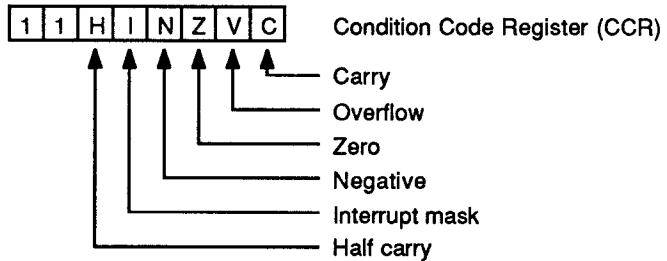 1 1 H I N Z V C Condition Code Register (CCR)
Carry
Overflow
Zero
Negative
Interrupt mask
Half carry